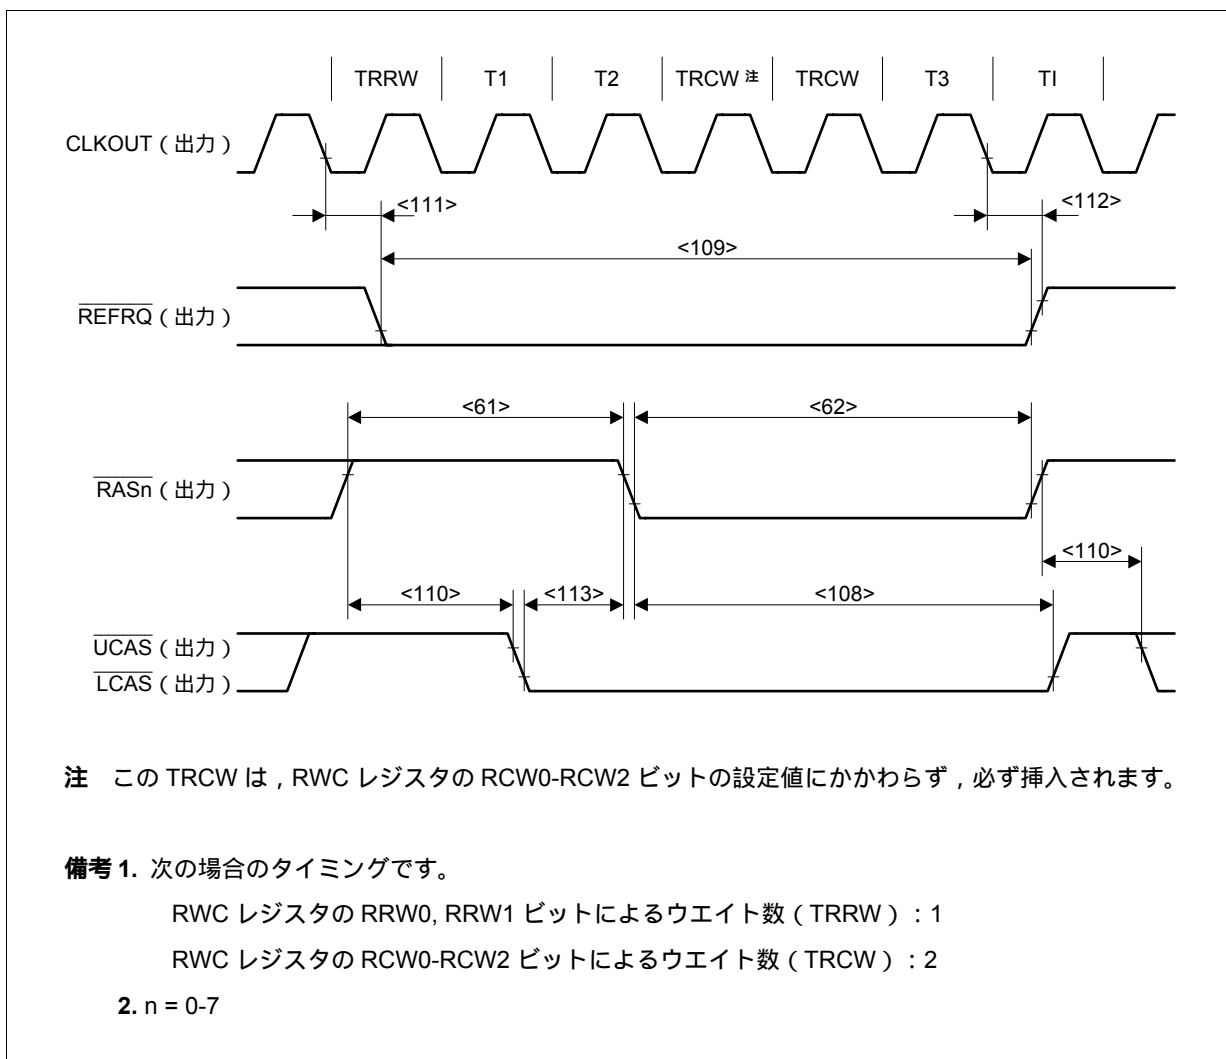 TRRW T1 T2 TRCW 注 TRCW T3 TI
CLKOUT（出力）
<111> <112>
<109>
REFRQ（出力）
<61> <62>
RASn（出力）
<110>
<110> <113> <108>
UCAS（出力）
LCAS（出力）
注 この TRCW は，RWC レジスタの RCW0-RCW2 ビットの設定値にかかわらず，必ず挿入されます。
備考 1. 次の場合のタイミングです。
RWC レジスタの RRW0, RRW1 ビットによるウエイト数（TRRW）：1
RWC レジスタの RCW0-RCW2 ビットによるウエイト数（TRCW）：2
2. n = 0-7